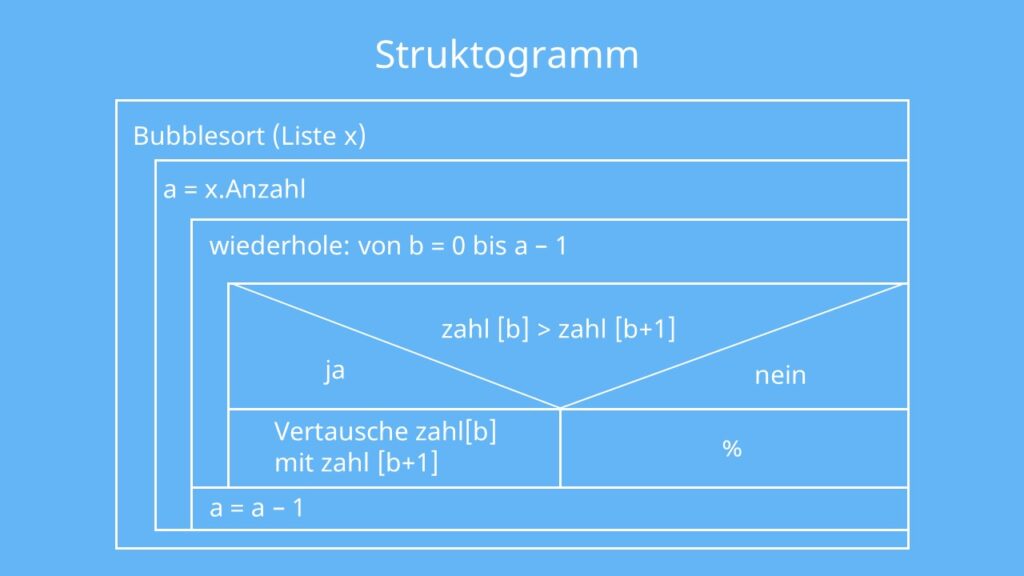 Struktogramm
Bubblesort (Liste x)
a = x.Anzahl
wiederhole: von b = 0 bis a – 1
zahl [b] > zahl [b+1]
ja
nein
Vertausche zahl[b]
mit zahl [b+1]
%
a = a – 1